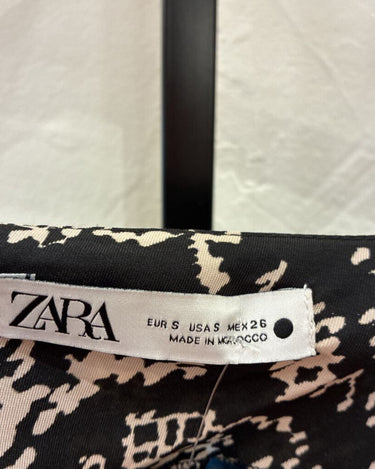 ZARA
EUR S USA S MEX 26
MADE IN MOROCCO